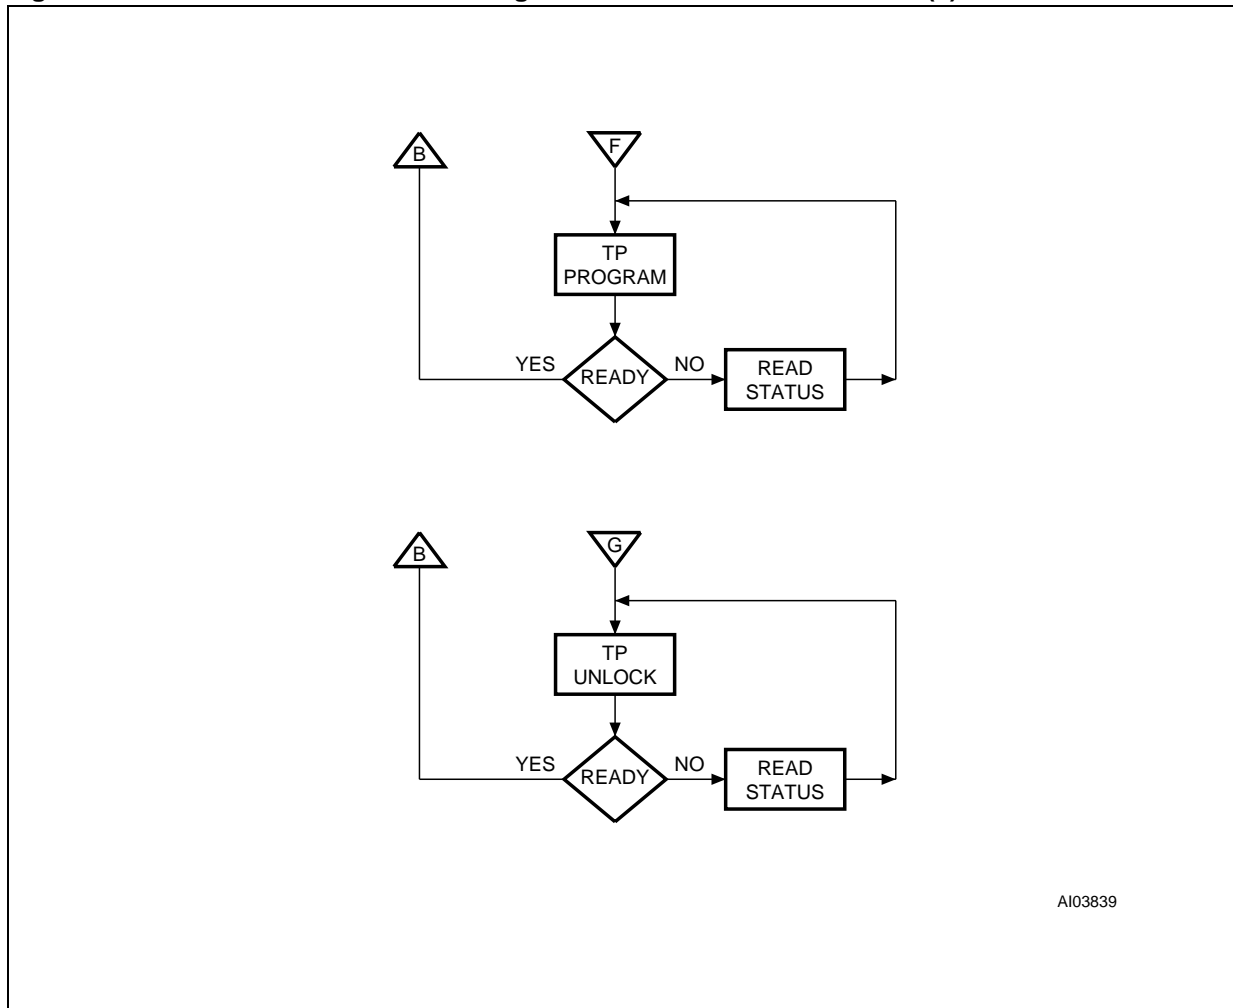 B
F
TP
PROGRAM
YES
READY
NO
READ
STATUS
B
G
TP
UNLOCK
YES
READY
NO
READ
STATUS
AI03839